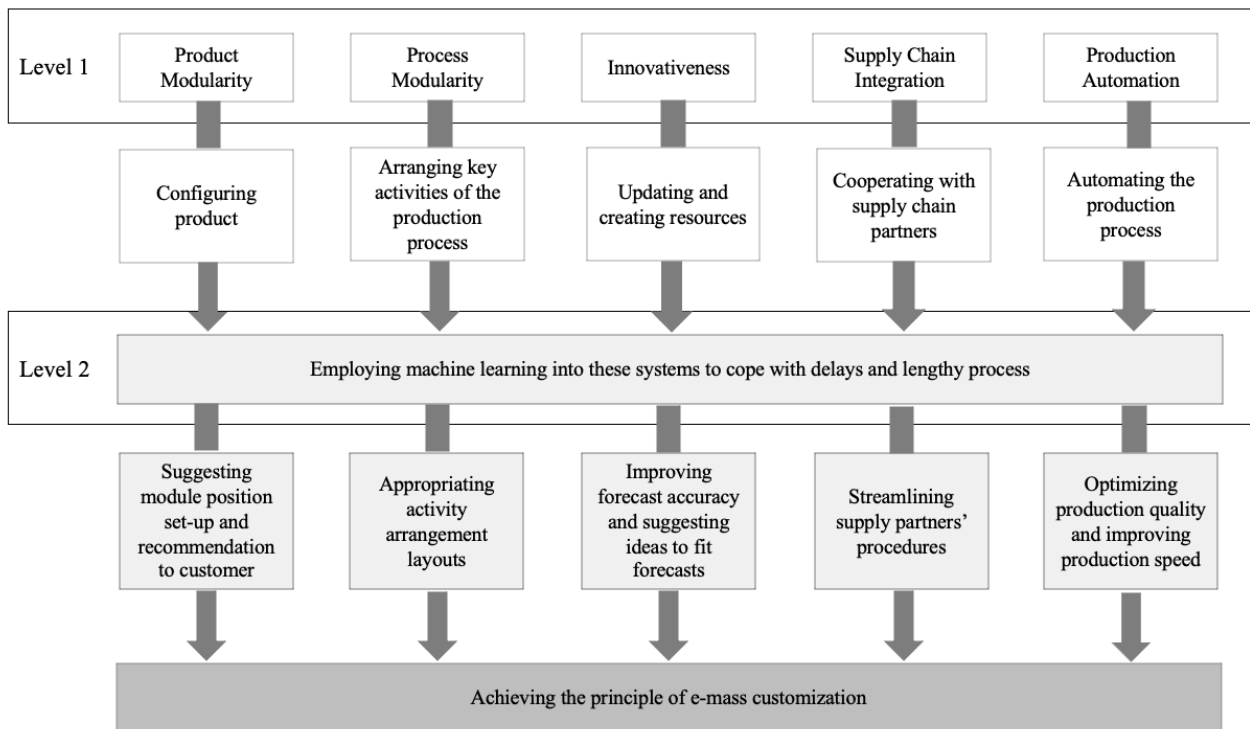 Level 1
Product
Modularity
Process
Modularity
Innovativeness
Supply Chain
Integration
Production
Automation
Configuring
product
Arranging key
activities of the
production
process
Updating and
creating resources
Cooperating with
supply chain
partners
Automating the
production
process
Level 2
Employing machine learning into these systems to cope with delays and lengthy process
Suggesting
module position
set-up and
recommendation
to customer
Appropriating
activity
arrangement
layouts
Improving
forecast accuracy
and suggesting
ideas to fit
forecasts
Streamlining
supply partners’
procedures
Optimizing
production quality
and improving
production speed
Achieving the principle of e-mass customization